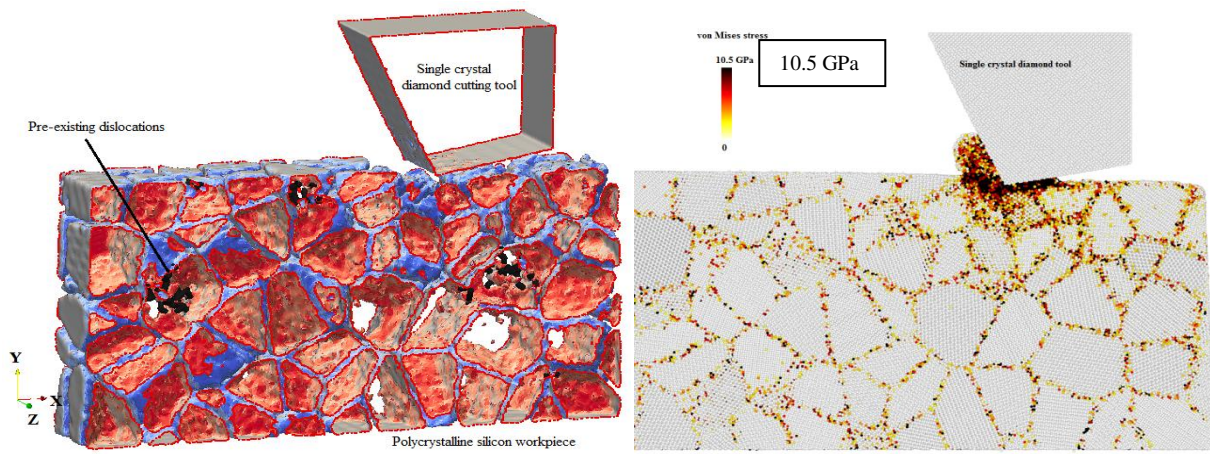 Single crystal
diamond cutting tool
Pre-existing dislocations
Y
X
Z
Polycrystalline silicon workpiece
von Mises stress
10.5 GPa
0
10.5 GPa
Single crystal diamond tool